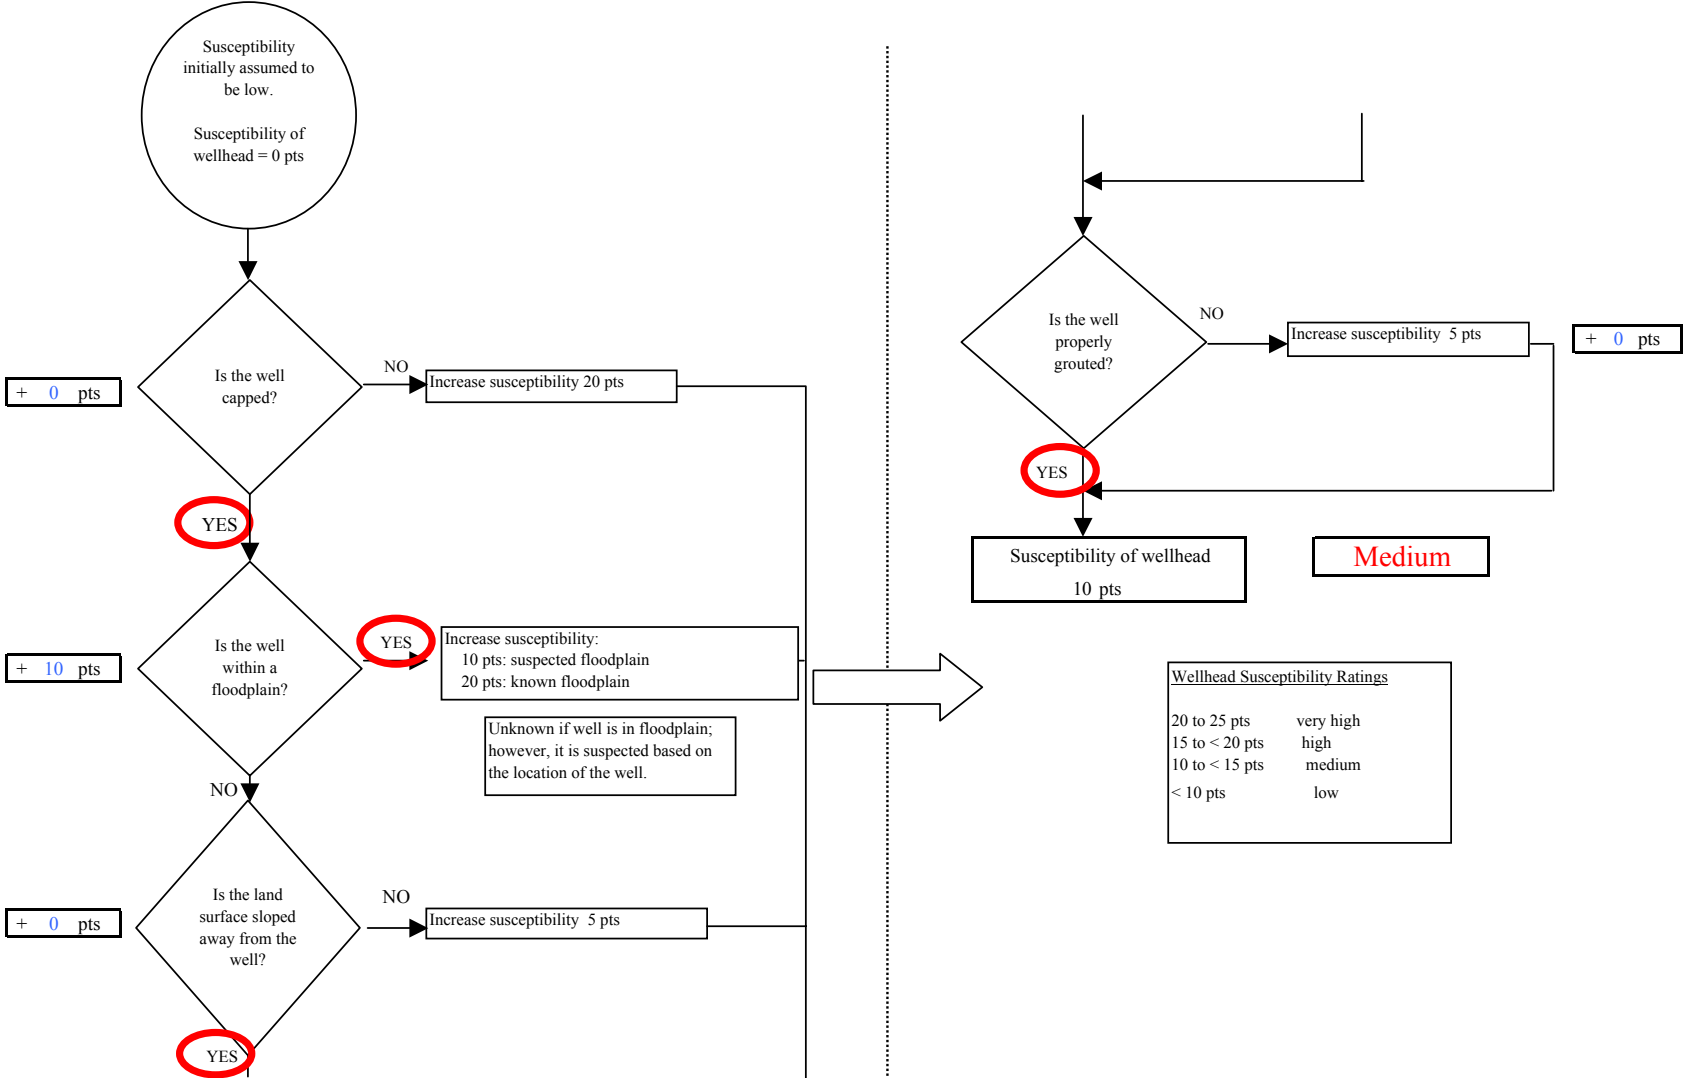 Susceptibility
initially assumed to
be low.
Susceptibility of
wellhead = 0 pts
Is the well
capped?
NO
Increase susceptibility 20 pts
+ 0 pts
YES
Is the well
within a
floodplain?
YES
Increase susceptibility:
10 pts: suspected floodplain
20 pts: known floodplain
+ 10 pts
Unknown if well is in floodplain;
however, it is suspected based on
the location of the well.
NO
Is the land
surface sloped
away from the
well?
NO
Increase susceptibility 5 pts
+ 0 pts
YES
Is the well
properly
grouted?
NO
Increase susceptibility 5 pts
+ 0 pts
YES
Susceptibility of wellhead
10 pts
Medium
Wellhead Susceptibility Ratings
20 to 25 pts very high
15 to < 20 pts high
10 to < 15 pts medium
< 10 pts low